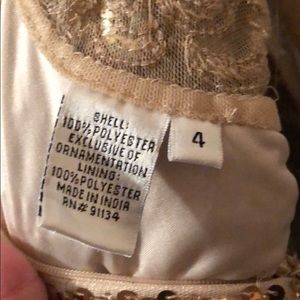 SHELL:
100% POLYESTER
EXCLUSIVE OF
ORNAMENTATION
LINING:
100% POLYESTER
MADE IN INDIA
RN# 91134
4